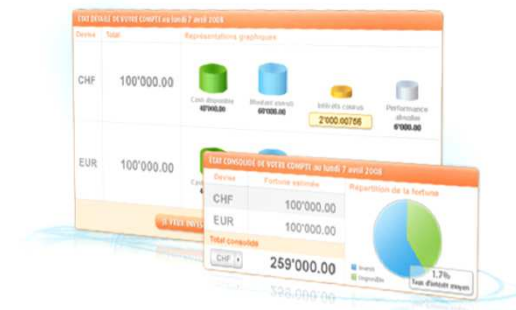 ETAT DETAILLE DE VOTRE COMPTE au lundi 7 avril 2008
Devise Total Représentations graphiques
CHF 100'000.00
Cash disponible
40'000.00
Montant investi
60'000.00
Intérêts courus
2'000.00756
Performance
absolue
6'000.00
EUR 100'000.00
ETAT CONSOLIDE DE VOTRE COMPTE au lundi 7 avril 2008
Devise Fortune estimée Répartition de la fortune
CHF 100'000.00
EUR 100'000.00
Total consolidé
CHF 259'000.00
Investi
Disponible
1.7%
Taux d'intérêt moyen